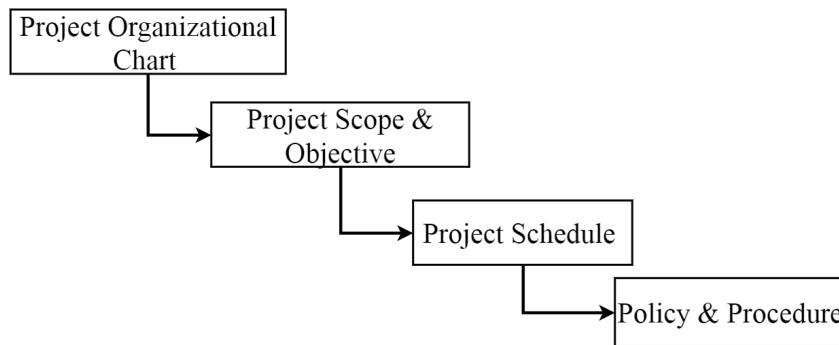 Project Organizational
Chart
Project Scope &
Objective
Project Schedule
Policy & Procedure